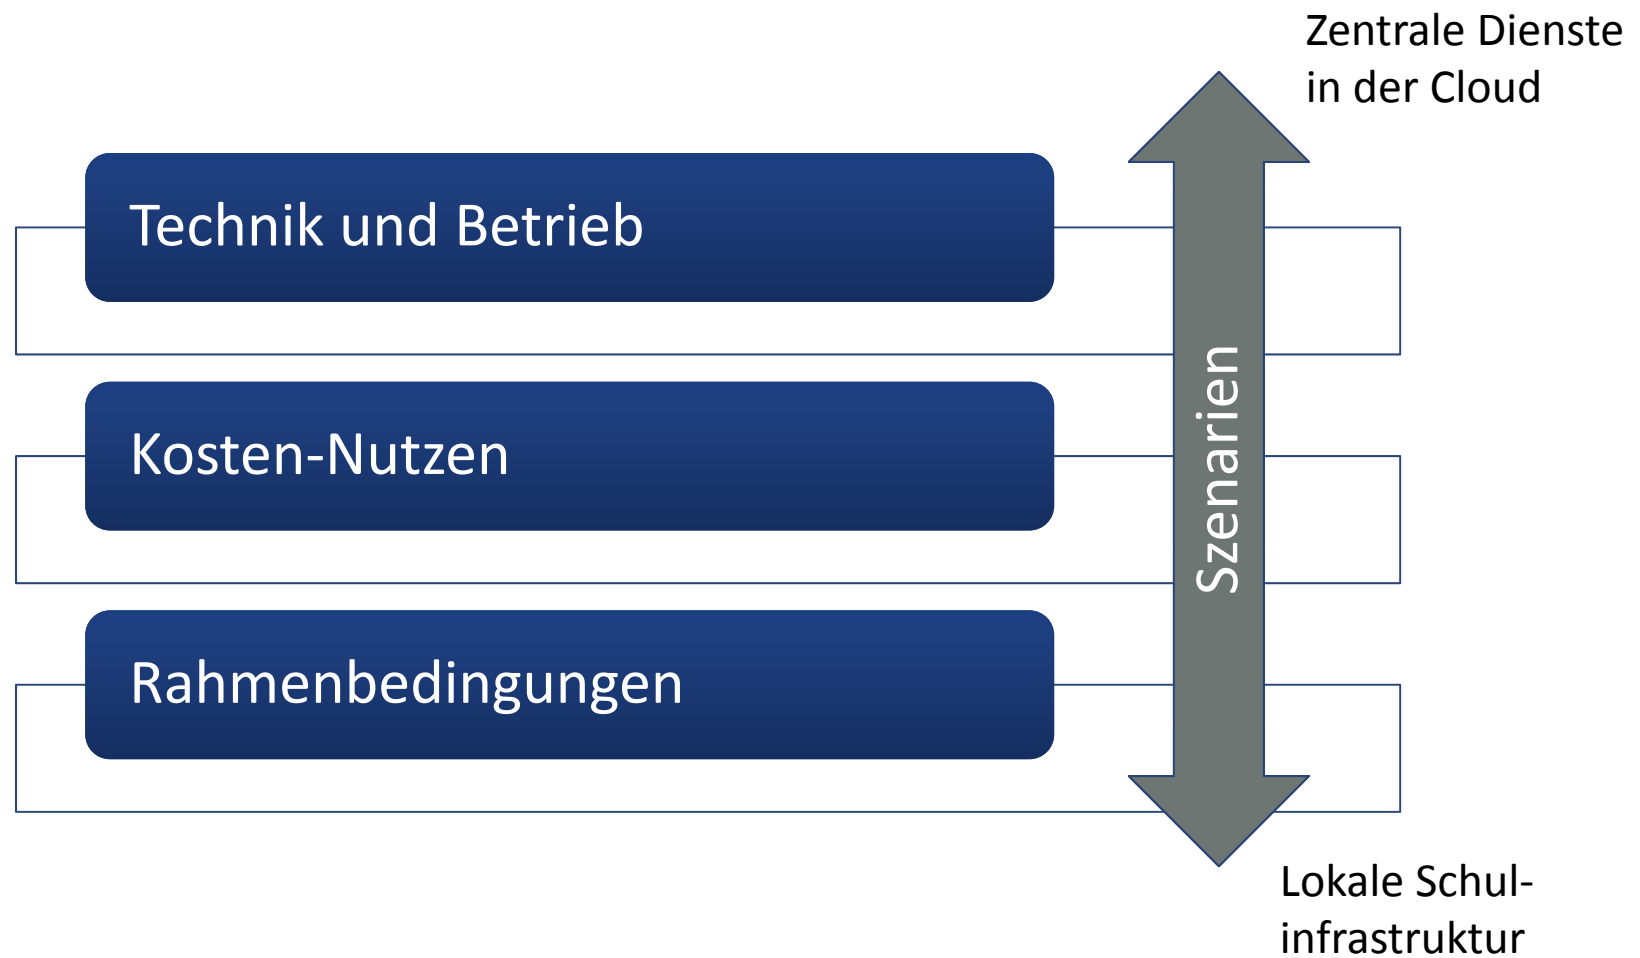 Zentrale Dienste
in der Cloud
Technik und Betrieb
Kosten-Nutzen
Rahmenbedingungen
Szenarien
Lokale Schul-
infrastruktur